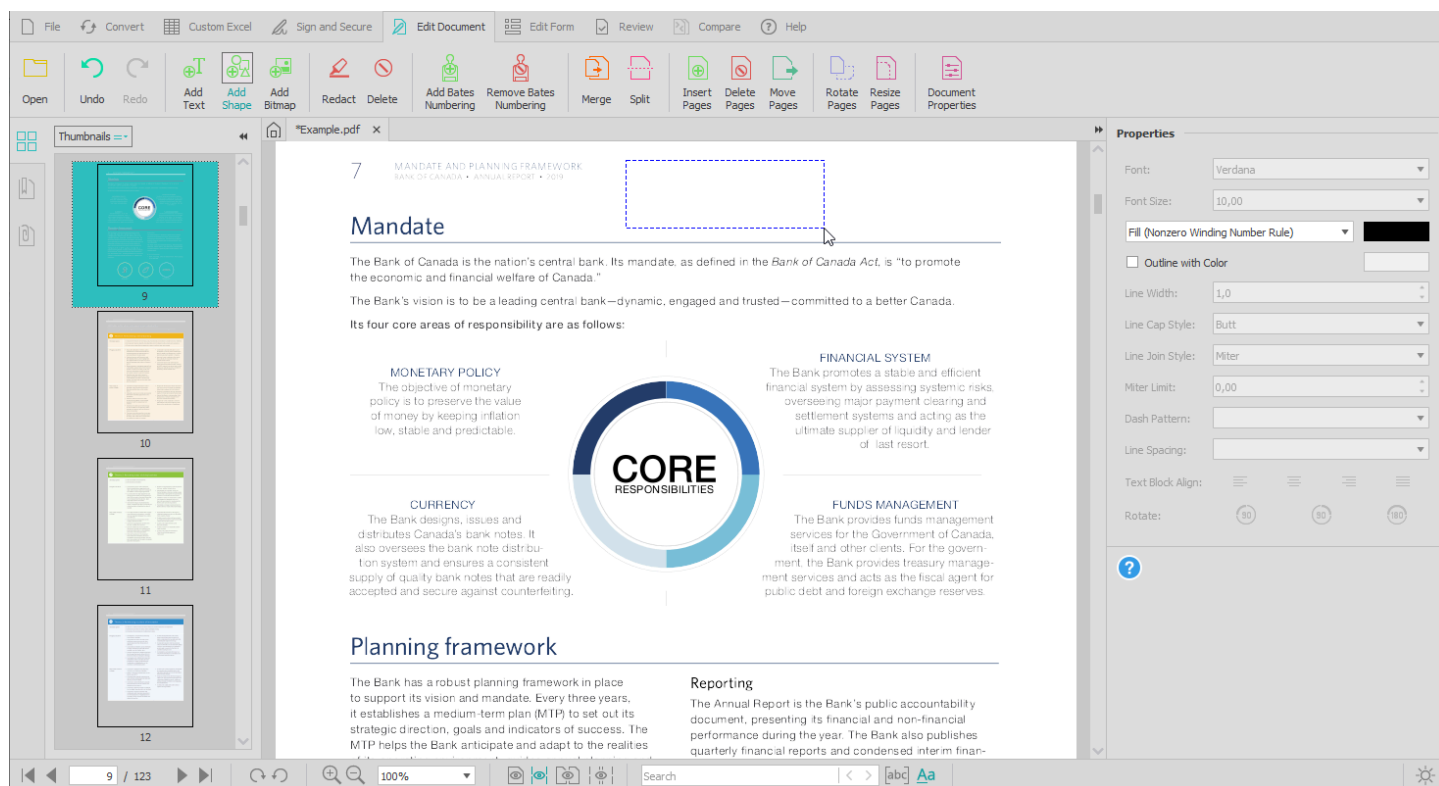 File Convert Custom Excel Sign and Secure Edit Document Edit Form Review Compare ? Help
Open Undo Redo Add Text Add Shape Add Bitmap Redact Delete Add Bates Numbering Remove Bates Numbering Merge Split Insert Pages Delete Pages Move Pages Rotate Pages Resize Pages Document Properties
Thumbnails
*Example.pdf
CORE
9
10
11
12
7
MANDATE AND PLANNING FRAMEWORK
BANK OF CANADA • ANNUAL REPORT • 2019
Mandate
The Bank of Canada is the nation's central bank. Its mandate, as defined in the Bank of Canada Act, is "to promote
the economic and financial welfare of Canada."
The Bank's vision is to be a leading central bank—dynamic, engaged and trusted—committed to a better Canada.
Its four core areas of responsibility are as follows:
MONETARY POLICY
The objective of monetary
policy is to preserve the value
of money by keeping inflation
low, stable and predictable.
FINANCIAL SYSTEM
The Bank promotes a stable and efficient
financial system by assessing systemic risks,
overseeing major payment clearing and
settlement systems and acting as the
ultimate supplier of liquidity and lender
of last resort.
CORE
RESPONSIBILITIES
CURRENCY
The Bank designs, issues and
distributes Canada's bank notes. It
also oversees the bank note distribu-
tion system and ensures a consistent
supply of quality bank notes that are readily
accepted and secure against counterfeiting.
FUNDS MANAGEMENT
The Bank provides funds management
services for the Government of Canada,
itself and other clients. For the govern-
ment, the Bank provides treasury manage-
ment services and acts as the fiscal agent for
public debt and foreign exchange reserves.
Planning framework
The Bank has a robust planning framework in place
to support its vision and mandate. Every three years,
it establishes a medium-term plan (MTP) to set out its
strategic direction, goals and indicators of success. The
MTP helps the Bank anticipate and adapt to the realities
Reporting
The Annual Report is the Bank's public accountability
document, presenting its financial and non-financial
performance during the year. The Bank also publishes
quarterly financial reports and condensed interim finan-
Properties
Font: Verdana
Font Size: 10,00
Fill (Nonzero Winding Number Rule)
Outline with Color
Line Width: 1,0
Line Cap Style: Butt
Line Join Style: Miter
Miter Limit: 0,00
Dash Pattern:
Line Spacing:
Text Block Align:
Rotate: 90 90 180
?
9 / 123 100% Search [abc] Aa